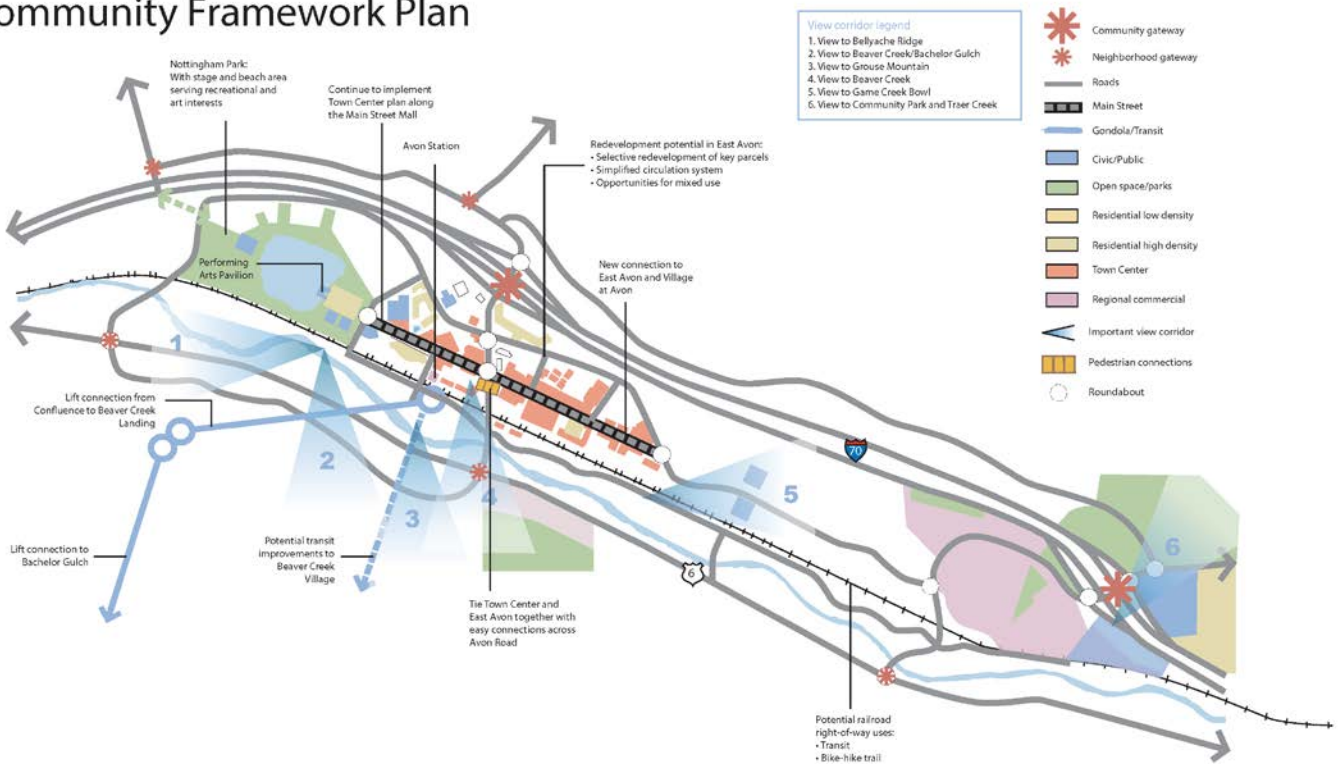 ommunity Framework Plan
View corridor legend
1. View to Bellyache Ridge
2. View to Beaver Creek/Bachelor Gulch
3. View to Grouse Mountain
4. View to Beaver Creek
5. View to Game Creek Bowl
6. View to Community Park and Traer Creek
Community gateway
Neighborhood gateway
Roads
Main Street
Gondola/Transit
Civic/Public
Open space/parks
Residential low density
Residential high density
Town Center
Regional commercial
Important view corridor
Pedestrian connections
Roundabout
Nottingham Park:
With stage and beach area
serving recreational and
art interests
Continue to implement
Town Center plan along
the Main Street Mall
Avon Station
Redevelopment potential in East Avon:
• Selective redevelopment of key parcels
• Simplified circulation system
• Opportunities for mixed use
Performing
Arts Pavilion
New connection to
East Avon and Village
at Avon
1
Lift connection from
Confluence to Beaver Creek
Landing
2
3
4
5
70
6
6
Lift connection to
Bachelor Gulch
Potential transit
improvements to
Beaver Creek
Village
Tie Town Center and
East Avon together with
easy connections across
Avon Road
Potential railroad
right-of-way uses:
• Transit
• Bike-hike trail